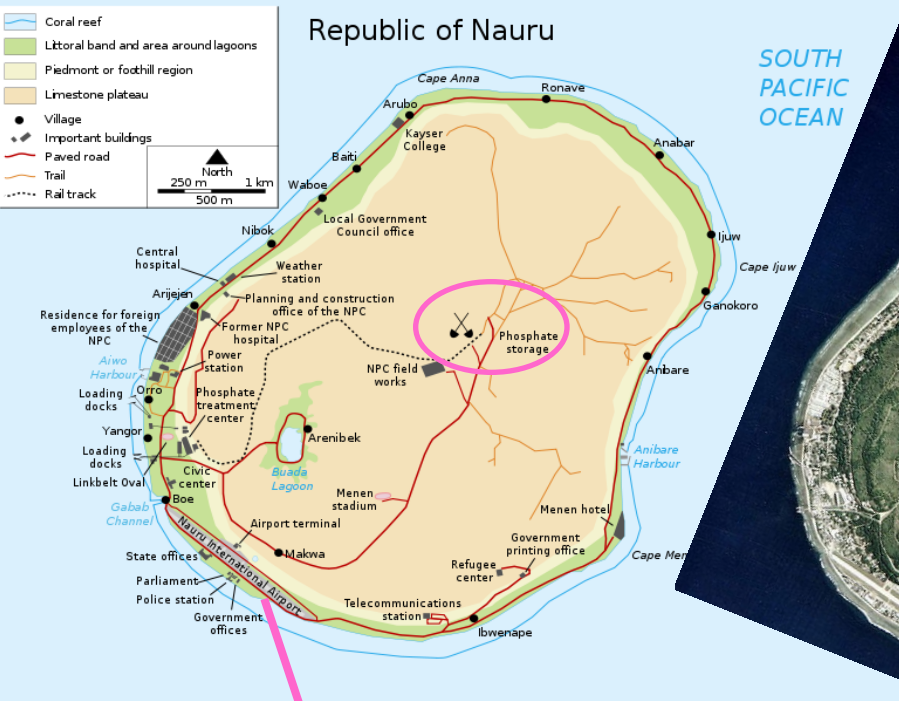 Republic of Nauru
Coral reef
Littoral band and area around lagoons
Piedmont or foothill region
Limestone plateau
Village
Important buildings
Paved road
Trail
Rail track
North
250 m
1 km
500 m
SOUTH
PACIFIC
OCEAN
Cape Anna
Ronave
Arubo
Kayser
College
Anabar
Baiti
Waboe
Local Government
Council office
Nibok
Ijuw
Cape Ijuw
Central
hospital
Weather
station
Arijejen
Planning and construction
office of the NPC
Ganokoro
Residence for foreign
employees of the
NPC
Former NPC
hospital
Phosphate
storage
Aiwo
Harbour
Power
station
NPC field
works
Anibare
Orro
Loading
docks
Phosphate
treatment
center
Yangor
Arenibek
Loading
docks
Anibare
Harbour
Linkbelt Oval
Civic
center
Buada
Lagoon
Boe
Menen
stadium
Gabab
Channel
Menen hotel
Nauru International Airport
Airport terminal
State offices
Makwa
Government
printing office
Refugee
center
Cape Men
Parliament
Police station
Government
offices
Telecommunications
station
Ibwenape